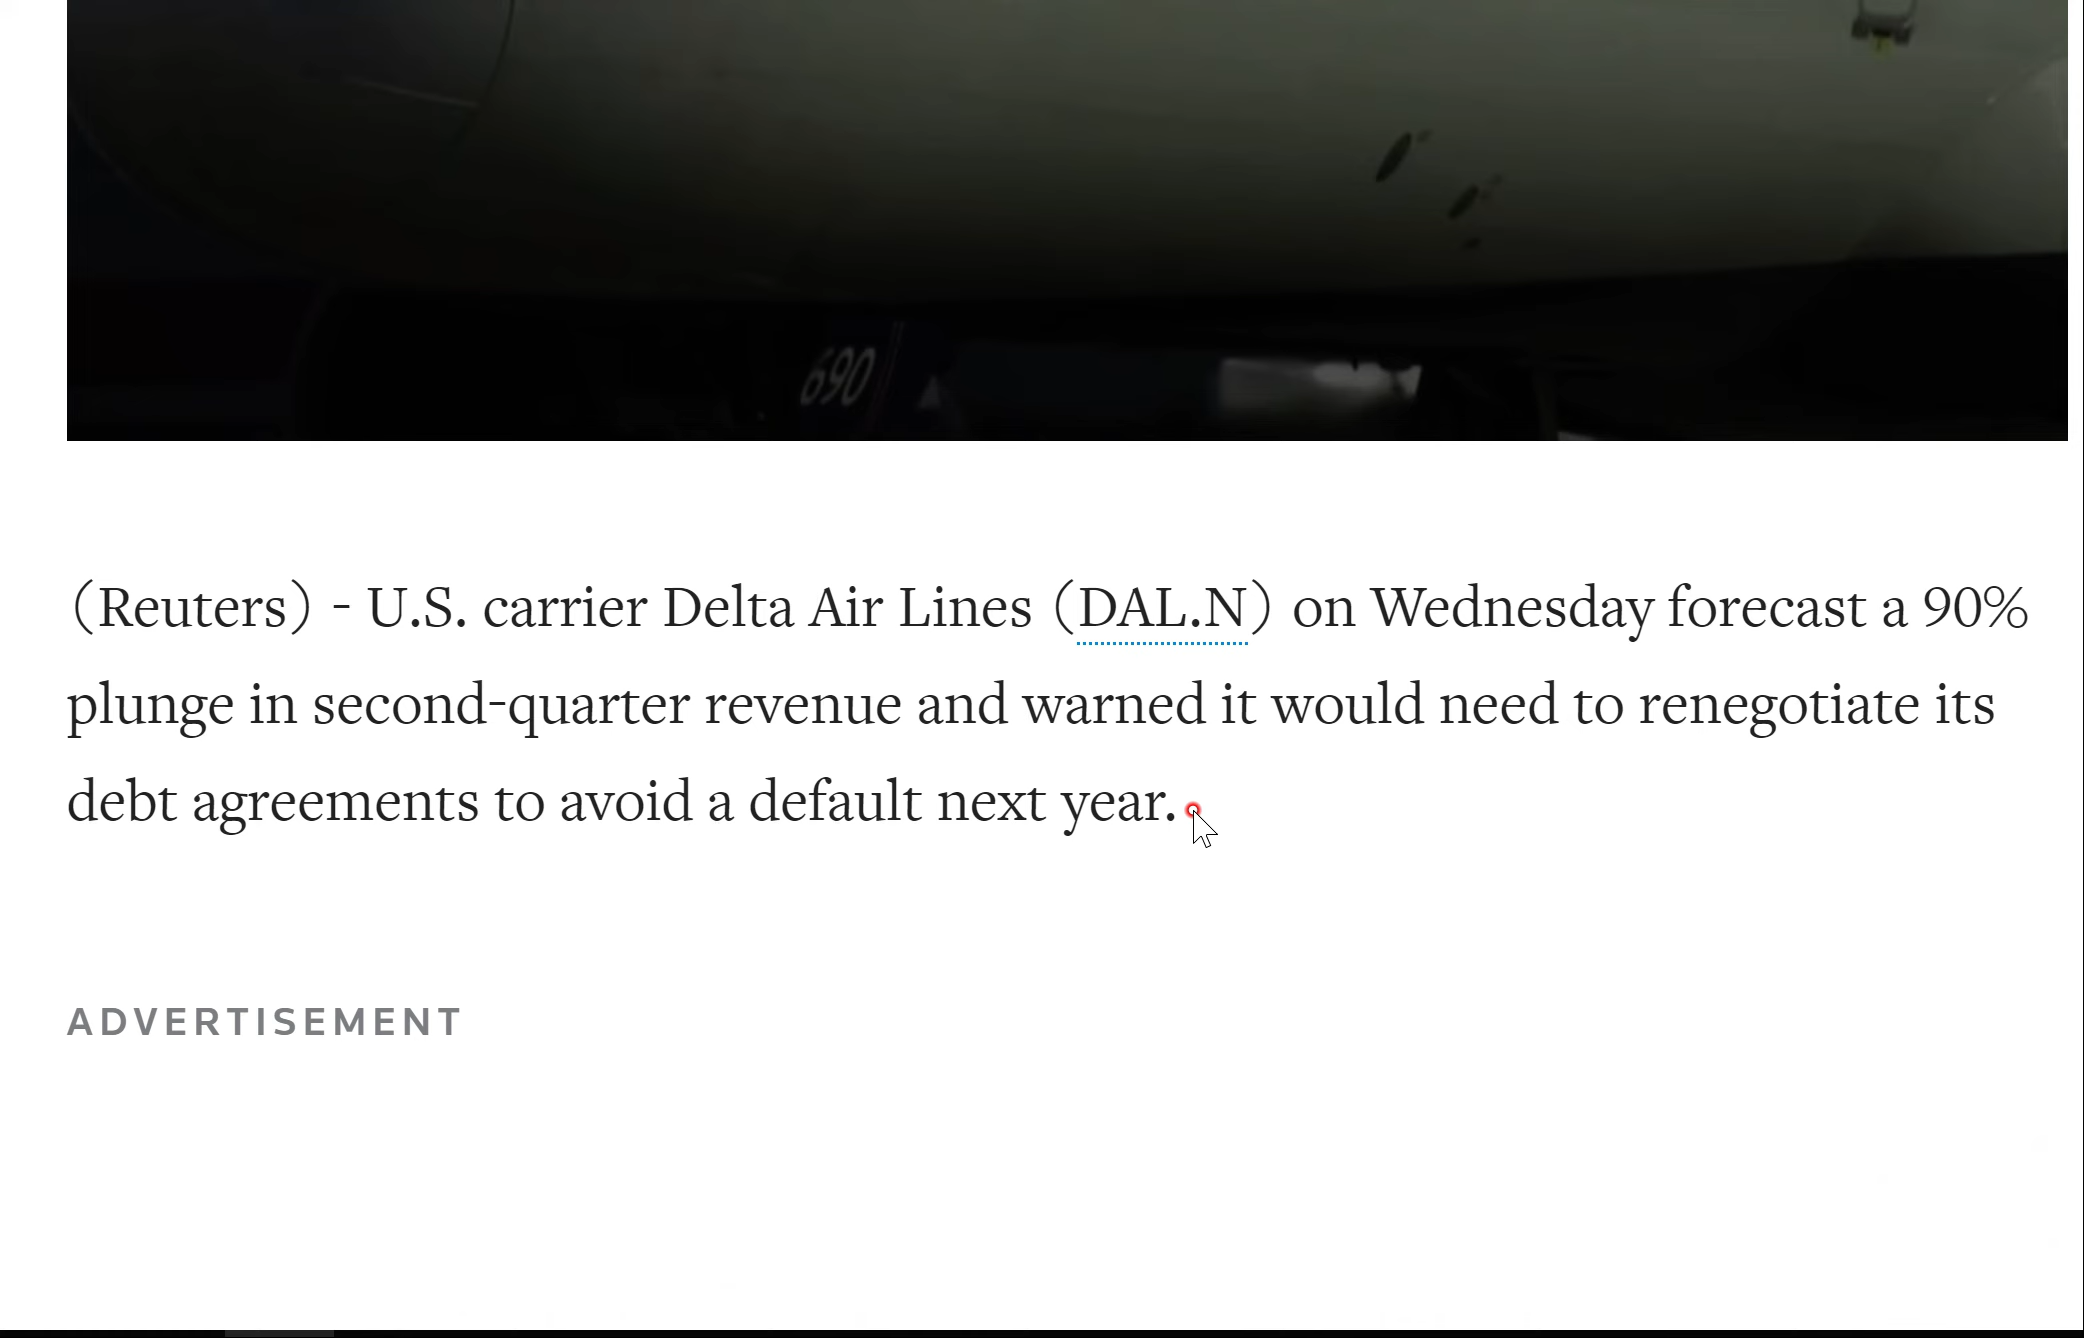 690
(Reuters) - U.S. carrier Delta Air Lines (DAL.N) on Wednesday forecast a 90%
plunge in second-quarter revenue and warned it would need to renegotiate its
debt agreements to avoid a default next year.
ADVERTISEMENT